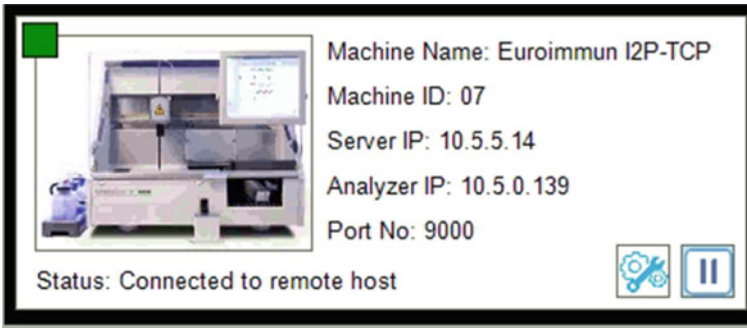 Machine Name: Euroimmun I2P-TCP
Machine ID: 07
Server IP: 10.5.5.14
Analyzer IP: 10.5.0.139
Port No: 9000
Status: Connected to remote host